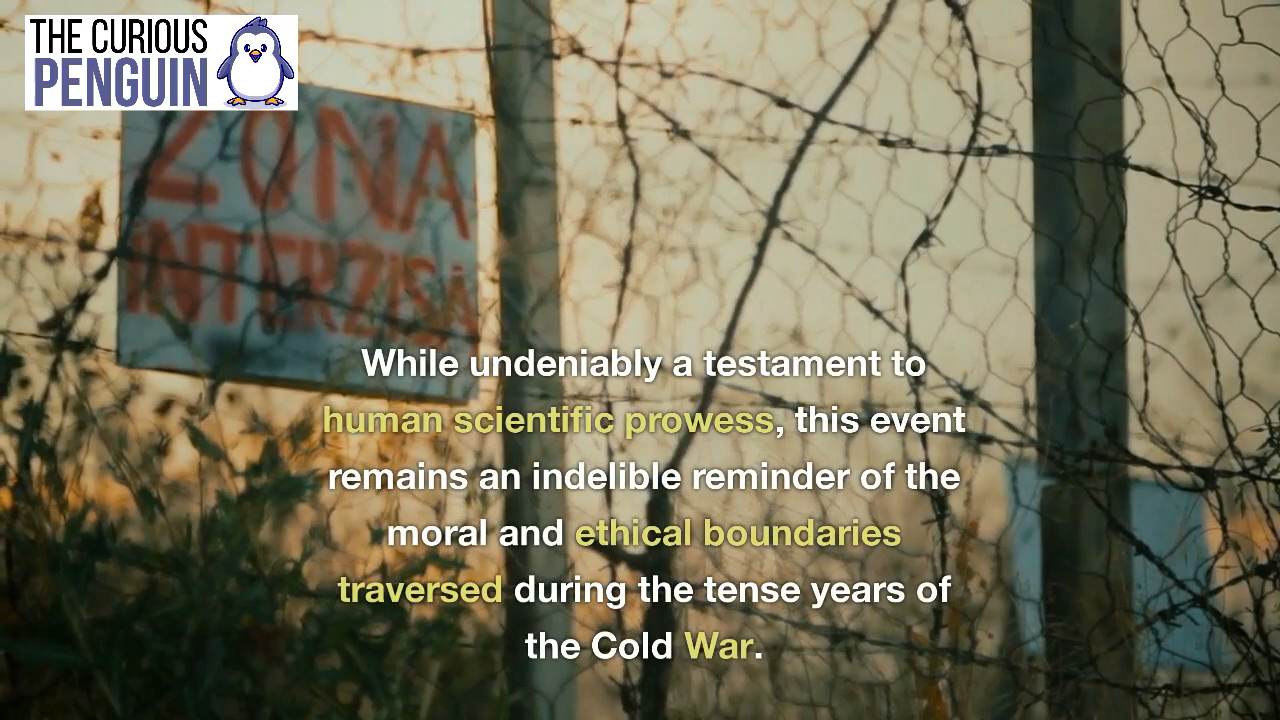 THE CURIOUS
PENGUIN
ZONA
INTERZISA
While undeniably a testament to
human scientific prowess, this event
remains an indelible reminder of the
moral and ethical boundaries
traversed during the tense years of
the Cold War.